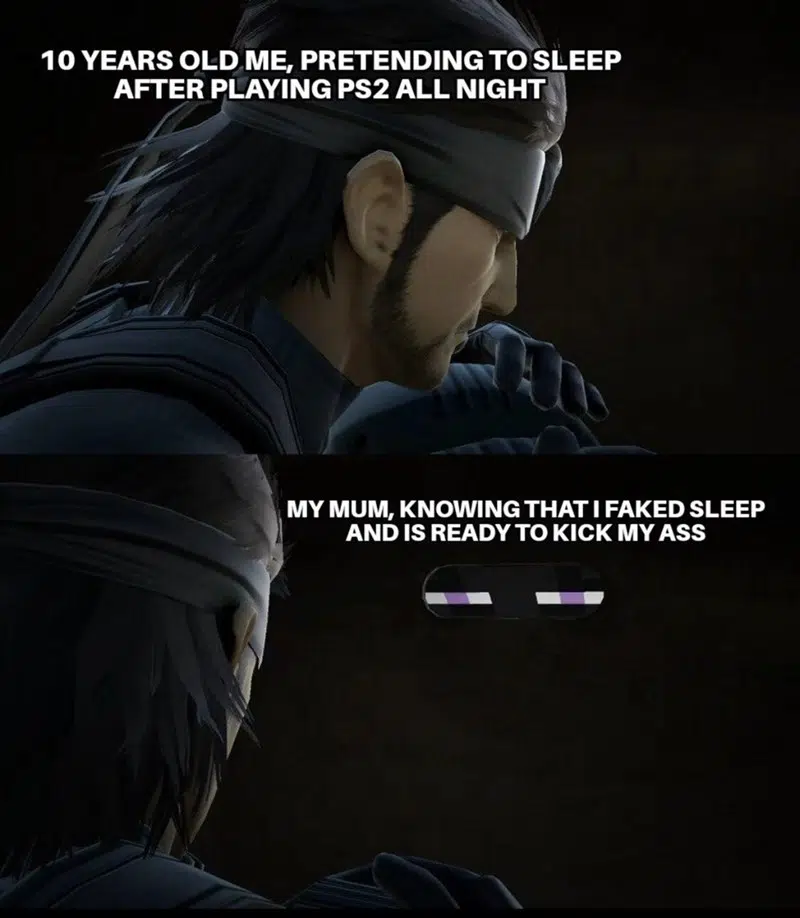 10 YEARS OLD ME, PRETENDING TO SLEEP
AFTER PLAYING PS2 ALL NIGHT
MY MUM, KNOWING THAT I FAKED SLEEP
AND IS READY TO KICK MY ASS